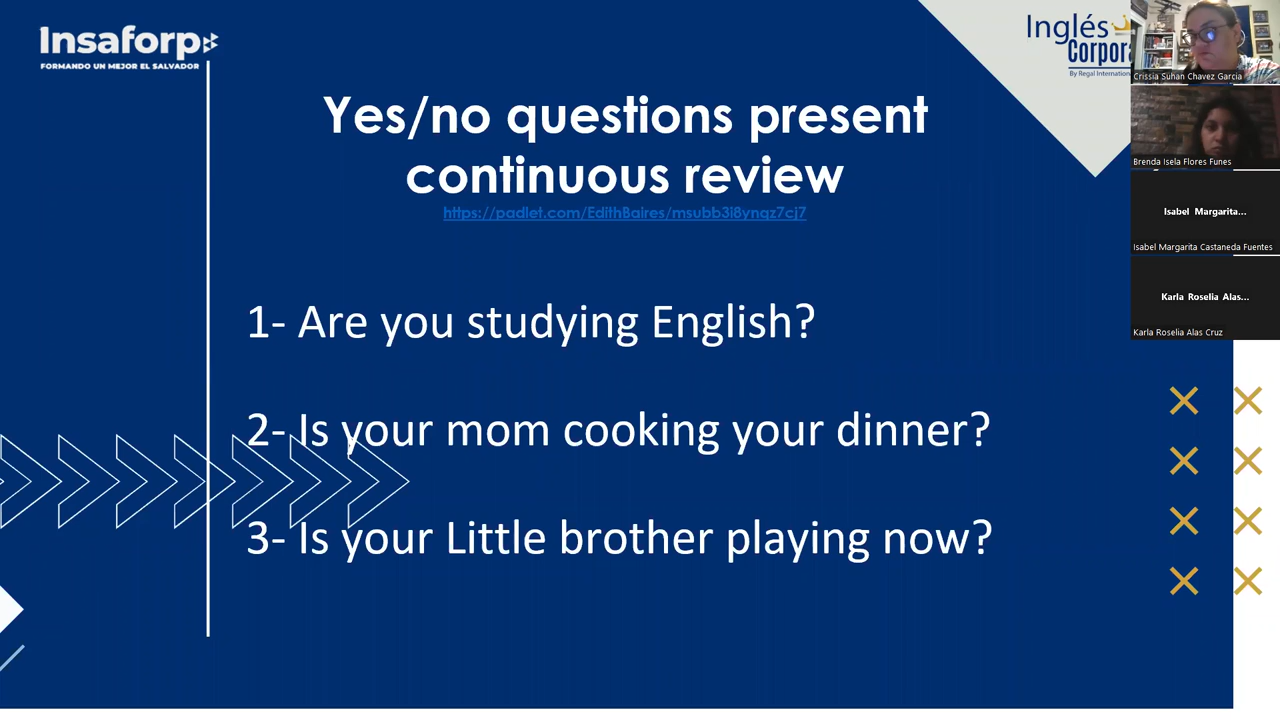 Insaforp
FORMANDO UN MEJOR EL SALVADOR
Inglés
Corpora
By Regal Internation
Yes/no questions present
continuous review
https://padlet.com/EdithBaires/msubb3i8ynqz7cj7
1- Are you studying English?
2- Is your mom cooking your dinner?
3- Is your Little brother playing now?
Crissia Suhan Chavez Garcia
Brenda Isela Flores Funes
Isabel Margarita...
Isabel Margarita Castaneda Fuentes
Karla Roselia Alas...
Karla Roselia Alas Cruz